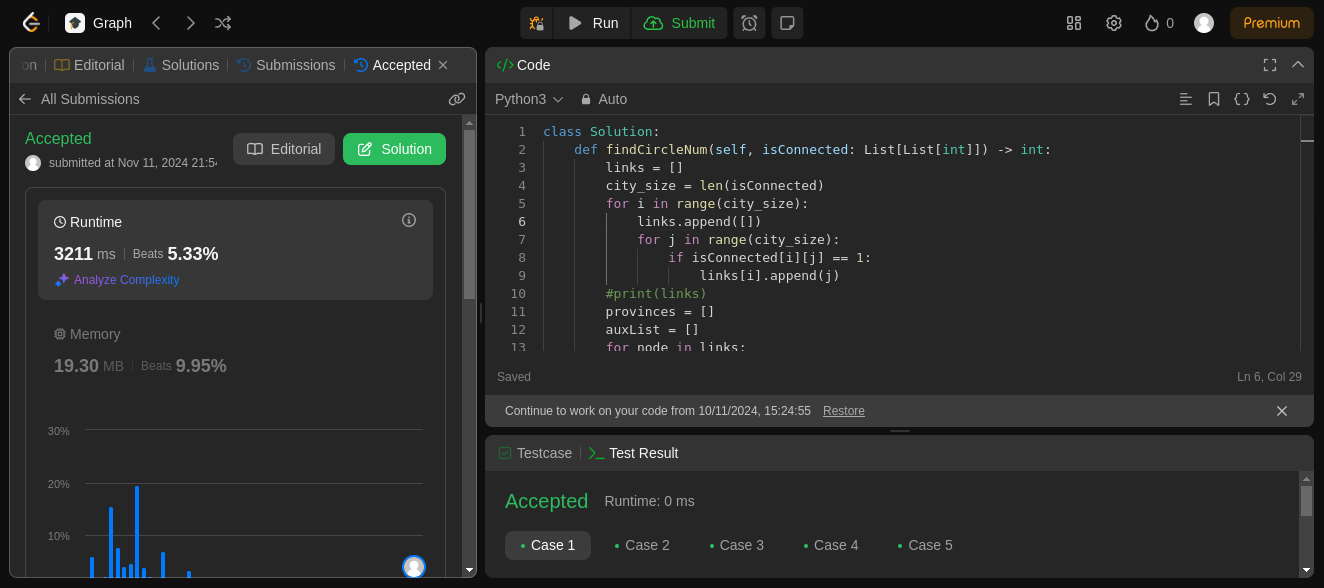 Graph
Run
Submit
0
Premium
on
Editorial
Solutions
Submissions
Accepted
All Submissions
Accepted
submitted at Nov 11, 2024 21:54
Editorial
Solution
Runtime
3211 ms Beats 5.33%
Analyze Complexity
Memory
19.30 MB Beats 9.95%
30%
20%
10%
</> Code
Python3
Auto
1 class Solution:
2 def findCircleNum(self, isConnected: List[List[int]]) -> int:
3 links = []
4 city_size = len(isConnected)
5 for i in range(city_size):
6 links.append([])
7 for j in range(city_size):
8 if isConnected[i][j] == 1:
9 links[i].append(j)
10 #print(links)
11 provinces = []
12 auxList = []
13 for node in links:
Saved
Ln 6, Col 29
Continue to work on your code from 10/11/2024, 15:24:55 Restore
Testcase
Test Result
Accepted Runtime: 0 ms
Case 1
Case 2
Case 3
Case 4
Case 5